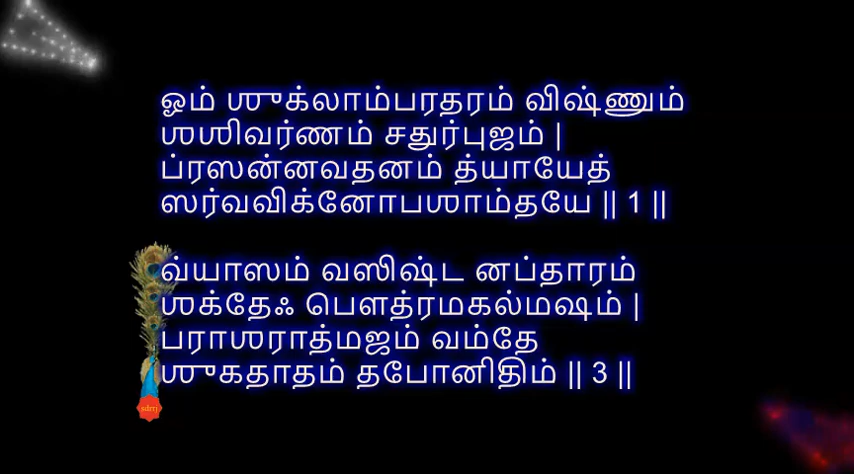 ஓம் ஶுக்லாம்பரதரம் விஷ்ணும்
ஶஶிவர்ணம் சதுர்புஜம் |
ப்ரஸன்னவதனம் த்யாயேத்
ஸர்வவிக்னோபஶாம்தயே || 1 ||
வ்யாஸம் வஸிஷ்ட னப்தாரம்
ஶக்தேஃ பௌத்ரமகல்மஷம் |
பராஶராத்மஜம் வம்தே
ஶுகதாதம் தபோனிதிம் || 3 ||
sdrrj